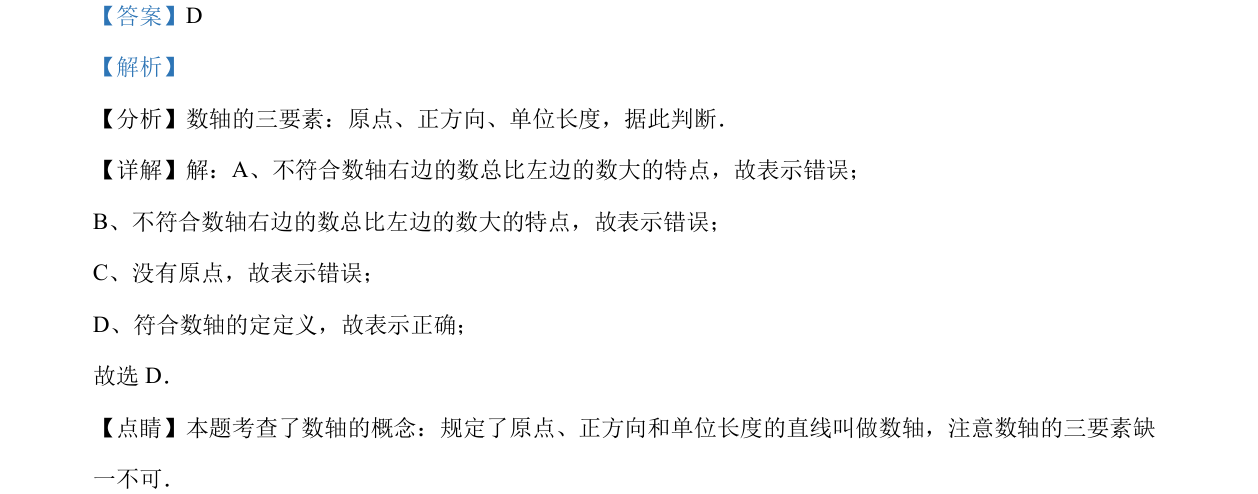 【答案】D
【解析】
【分析】数轴的三要素：原点、正方向、单位长度，据此判断．
【详解】解：A、不符合数轴右边的数总比左边的数大的特点，故表示错误；
B、不符合数轴右边的数总比左边的数大的特点，故表示错误；
C、没有原点，故表示错误；
D、符合数轴的定定义，故表示正确；
故选 D．
【点睛】本题考查了数轴的概念：规定了原点、正方向和单位长度的直线叫做数轴，注意数轴的三要素缺
一不可．